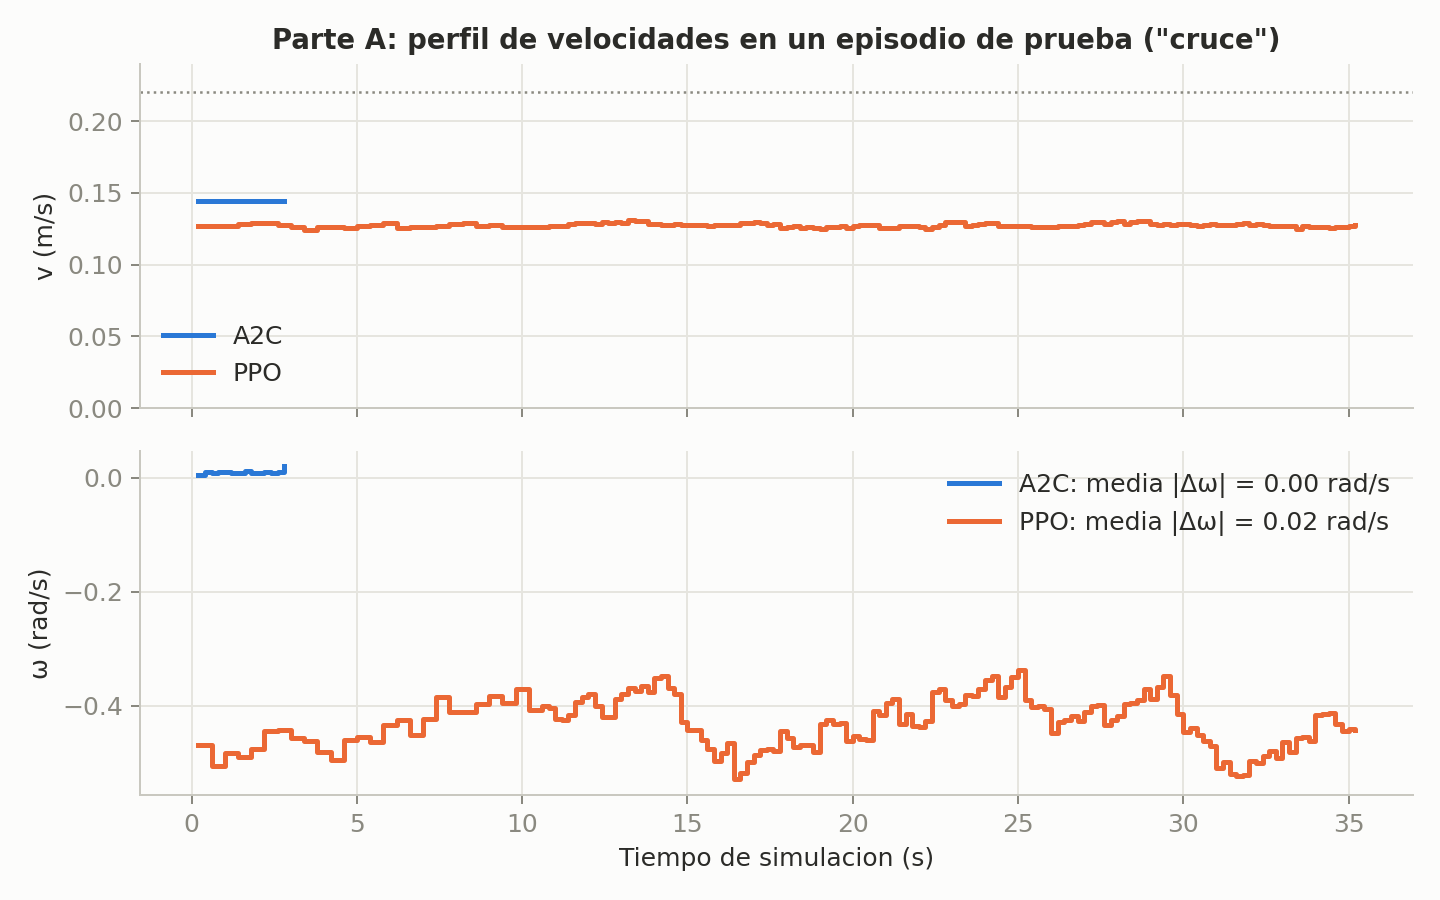 Parte A: perfil de velocidades en un episodio de prueba ("cruce")
v (m/s)
0.20
0.15
0.10
0.05
0.00
A2C
PPO
ω (rad/s)
0.0
−0.2
−0.4
A2C: media |Δω| = 0.00 rad/s
PPO: media |Δω| = 0.02 rad/s
0 5 10 15 20 25 30 35
Tiempo de simulacion (s)